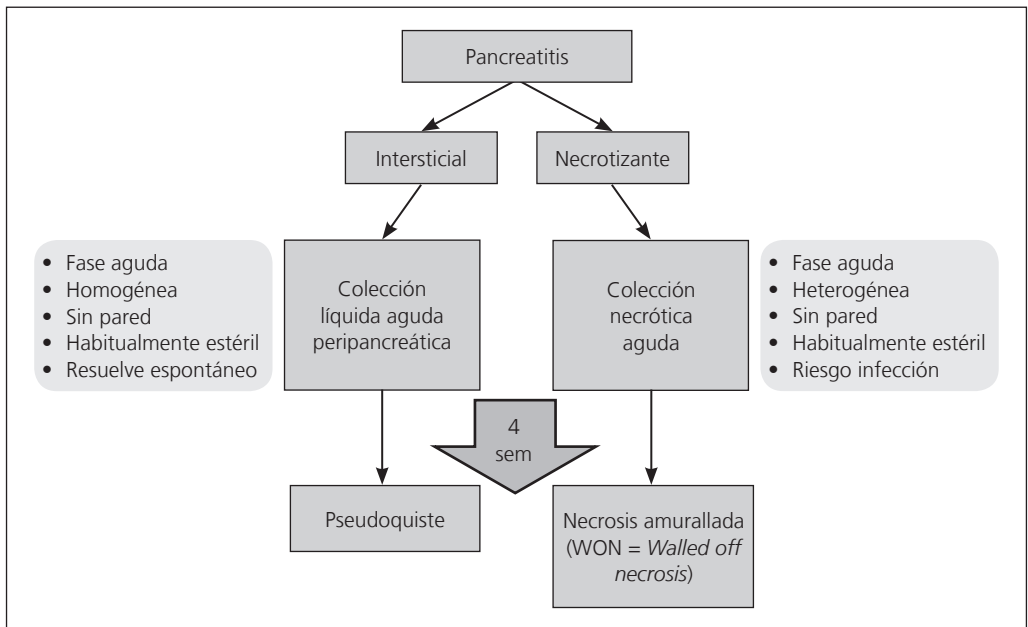 Pancreatitis
Intersticial
Necrotizante
• Fase aguda
• Homogénea
• Sin pared
• Habitualmente estéril
• Resuelve espontáneo
Colección
líquida aguda
peripancreática
Colección
necrótica
aguda
• Fase aguda
• Heterogénea
• Sin pared
• Habitualmente estéril
• Riesgo infección
4
sem
Pseudoquiste
Necrosis amurallada
(WON = Walled off
necrosis)